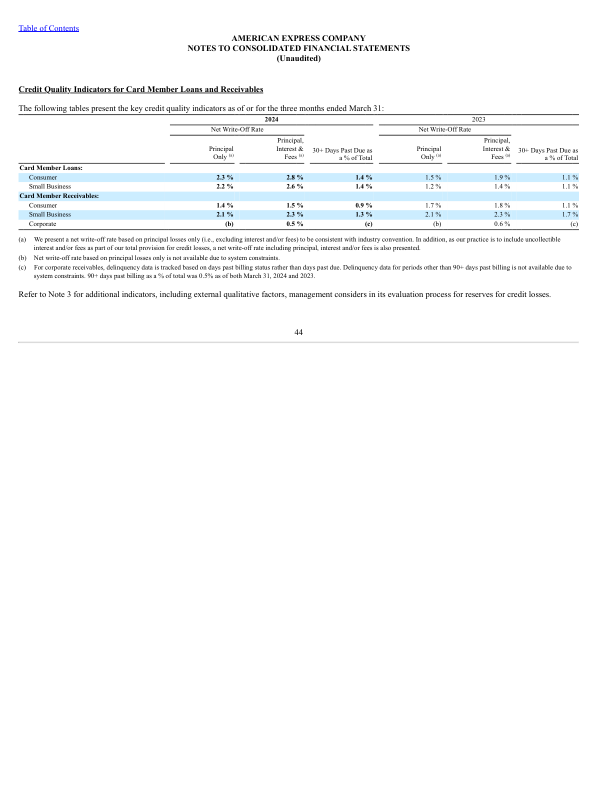 Table of Contents
AMERICAN EXPRESS COMPANY
NOTES TO CONSOLIDATED FINANCIAL STATEMENTS
(Unaudited)
Credit Quality Indicators for Card Member Loans and Receivables
The following tables present the key credit quality indicators as of or for the three months ended March 31:
2024 2023
Net Write-Off Rate Net Write-Off Rate
Principal Only (a) Principal, Interest & Fees (a) 30+ Days Past Due as a % of Total Principal Only (a) Principal, Interest & Fees (a) 30+ Days Past Due as a % of Total
Card Member Loans:
Consumer 2.3 % 2.8 % 1.4 % 1.5 % 1.9 % 1.1 %
Small Business 2.2 % 2.6 % 1.4 % 1.2 % 1.4 % 1.1 %
Card Member Receivables:
Consumer 1.4 % 1.5 % 0.9 % 1.7 % 1.8 % 1.1 %
Small Business 2.1 % 2.3 % 1.3 % 2.1 % 2.3 % 1.7 %
Corporate (b) 0.5 % (c) (b) 0.6 % (c)
(a) We present a net write-off rate based on principal losses only (i.e., excluding interest and/or fees) to be consistent with industry convention. In addition, as our practice is to include uncollectible
interest and/or fees as part of our total provision for credit losses, a net write-off rate including principal, interest and/or fees is also presented.
(b) Net write-off rate based on principal losses only is not available due to system constraints.
(c) For corporate receivables, delinquency data is tracked based on days past billing status rather than days past due. Delinquency data for periods other than 90+ days past billing is not available due to
system constraints. 90+ days past billing as a % of total was 0.5% as of both March 31, 2024 and 2023.
Refer to Note 3 for additional indicators, including external qualitative factors, management considers in its evaluation process for reserves for credit losses.
44